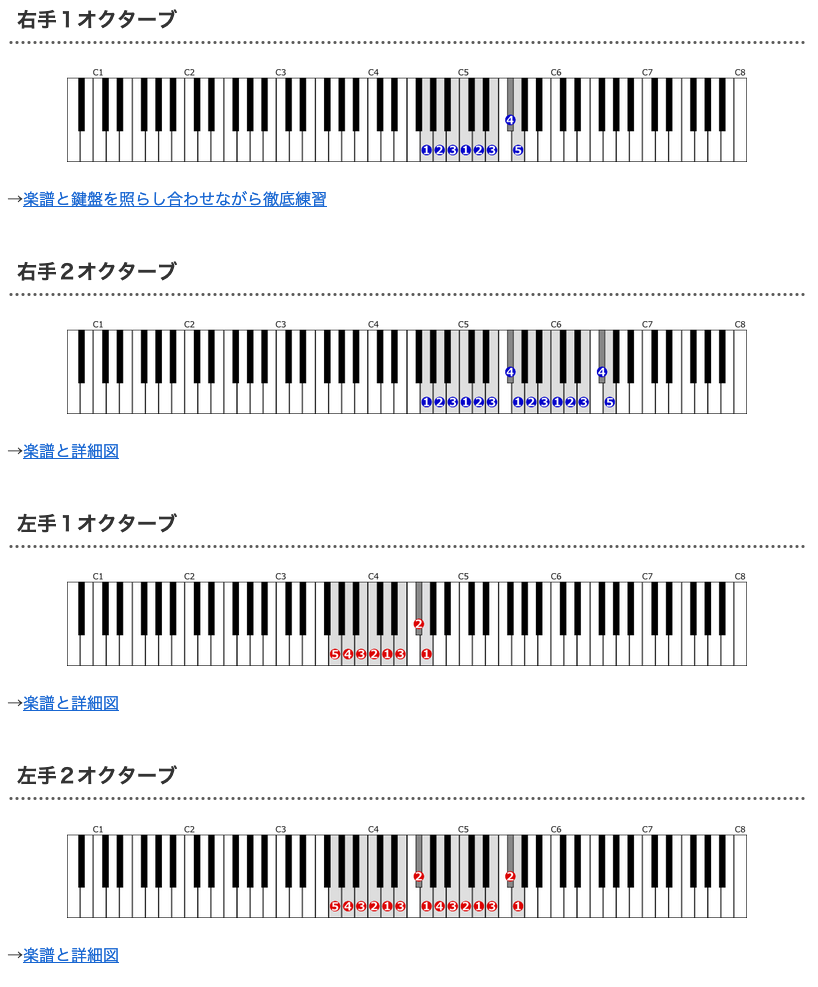 右手１オクターブ
C1 C2 C3 C4 C5 C6 C7 C8
4
1 2 3 1 2 3 5
→楽譜と鍵盤を照らし合わせながら徹底練習
右手２オクターブ
C1 C2 C3 C4 C5 C6 C7 C8
4 4
1 2 3 1 2 3 1 2 3 1 2 3 5
→楽譜と詳細図
左手１オクターブ
C1 C2 C3 C4 C5 C6 C7 C8
2
5 4 3 2 1 3 1
→楽譜と詳細図
左手２オクターブ
C1 C2 C3 C4 C5 C6 C7 C8
2 2
5 4 3 2 1 3 1 4 3 2 1 3 1
→楽譜と詳細図